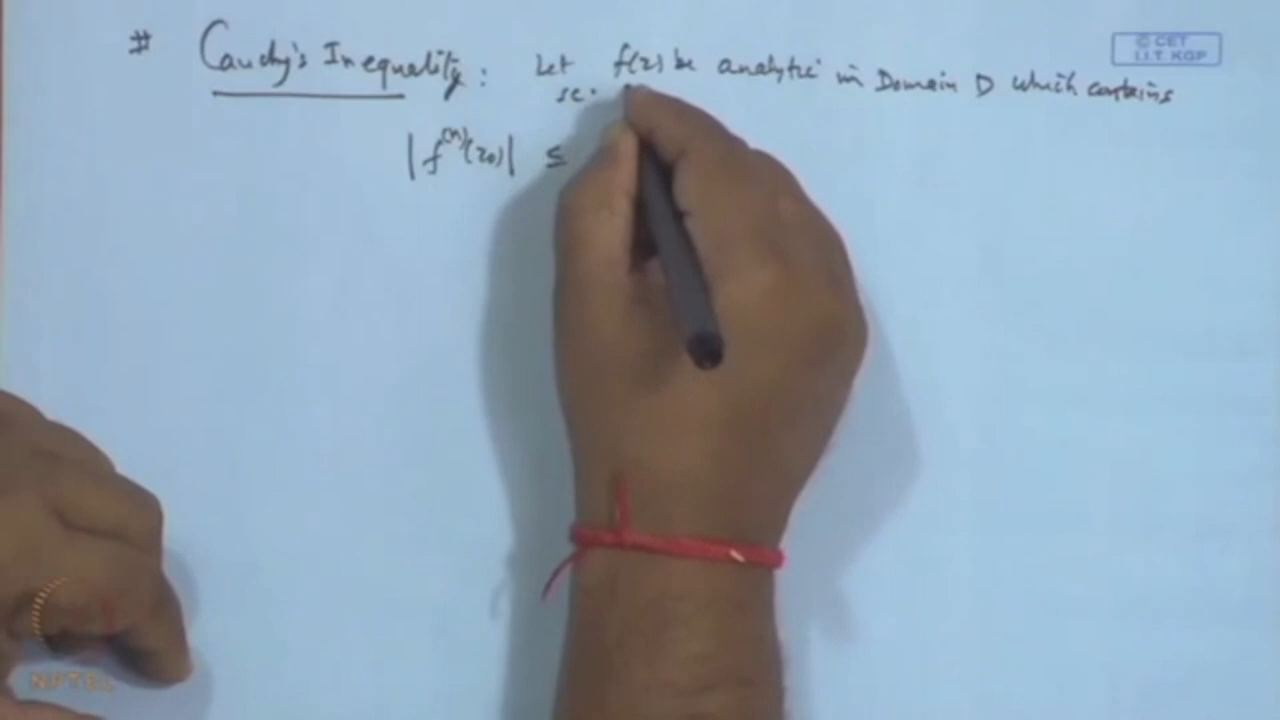 # Cauchy's Inequality : Let f(z) be analytic in Domain D which contains
|f⁽ⁿ⁾(z₀)| ≤
© CET
I.I.T. KGP
NPTEL